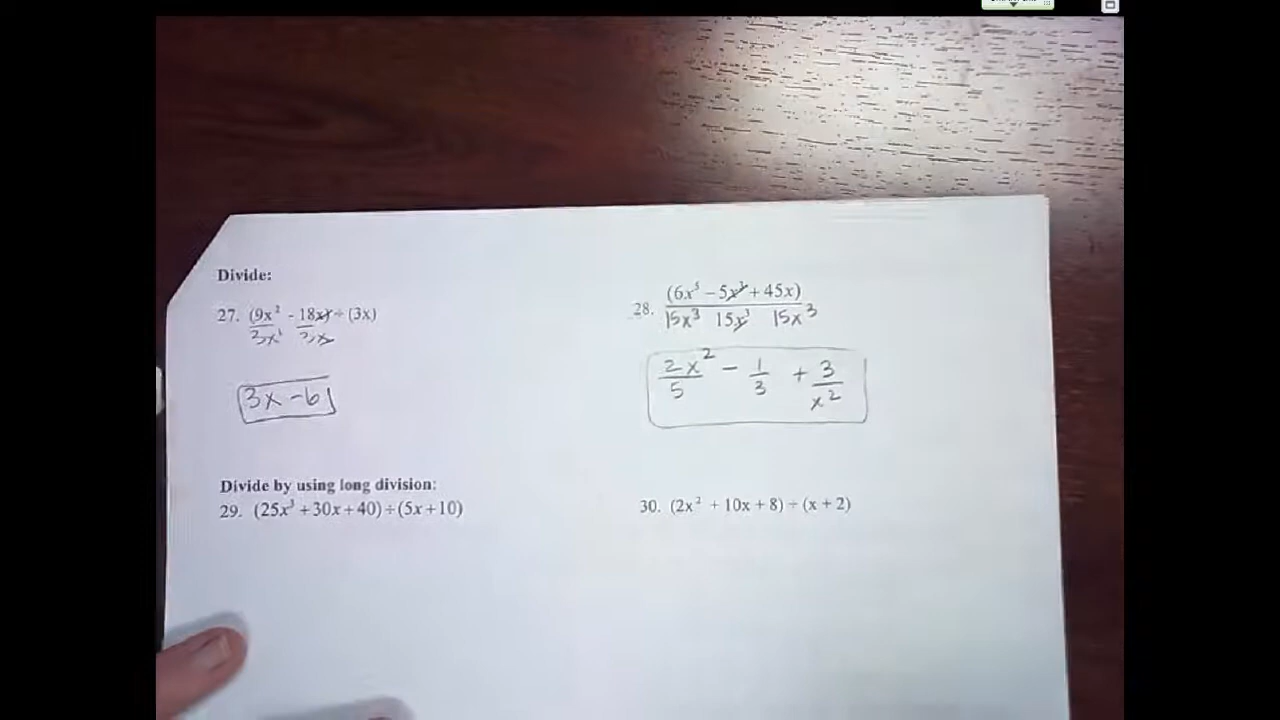 Divide:
27. (9x² - 18x) ÷ (3x)
3x¹ 3x
3x - 6
28. (6x⁵ - 5x³ + 45x)
15x³ 15x³ 15x³
2x²/5 - 1/3 + 3/x²
Divide by using long division:
29. (25x³ + 30x + 40) ÷ (5x + 10)
30. (2x² + 10x + 8) ÷ (x + 2)